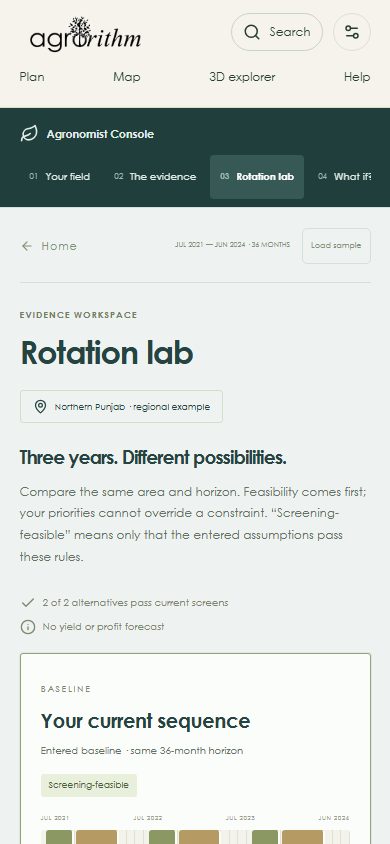 agrorithm
Search
Plan
Map
3D explorer
Help
Agronomist Console
01 Your field
02 The evidence
03 Rotation lab
04 What if
Home
JUL 2021 — JUN 2024 · 36 MONTHS
Load sample
EVIDENCE WORKSPACE
Rotation lab
Northern Punjab · regional example
Three years. Different possibilities.
Compare the same area and horizon. Feasibility comes first;
your priorities cannot override a constraint. “Screening-
feasible” means only that the entered assumptions pass
these rules.
2 of 2 alternatives pass current screens
No yield or profit forecast
BASELINE
Your current sequence
Entered baseline · same 36-month horizon
Screening-feasible
JUL 2021
JUL 2022
JUL 2023
JUN 2024